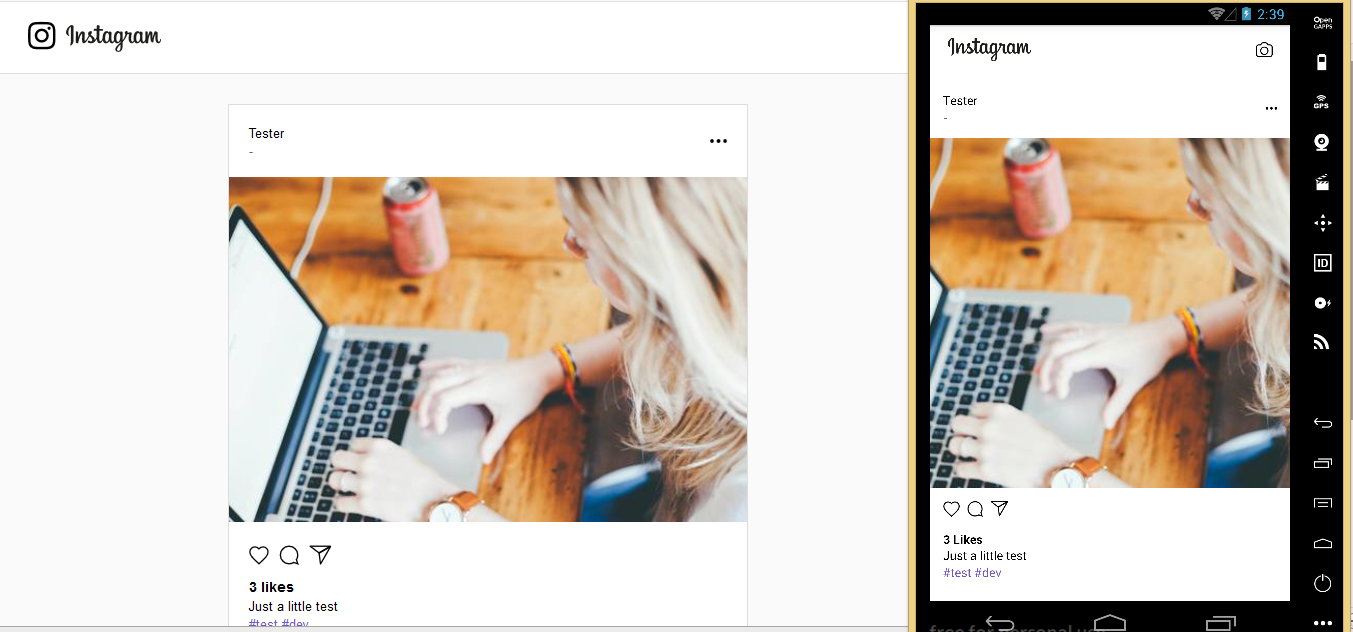 Instagram
Tester
-
3 likes
Just a little test
#test #dev
2:39
Instagram
Tester
-
3 Likes
Just a little test
#test #dev
Open
GAPPS
GPS
ID
free for personal use